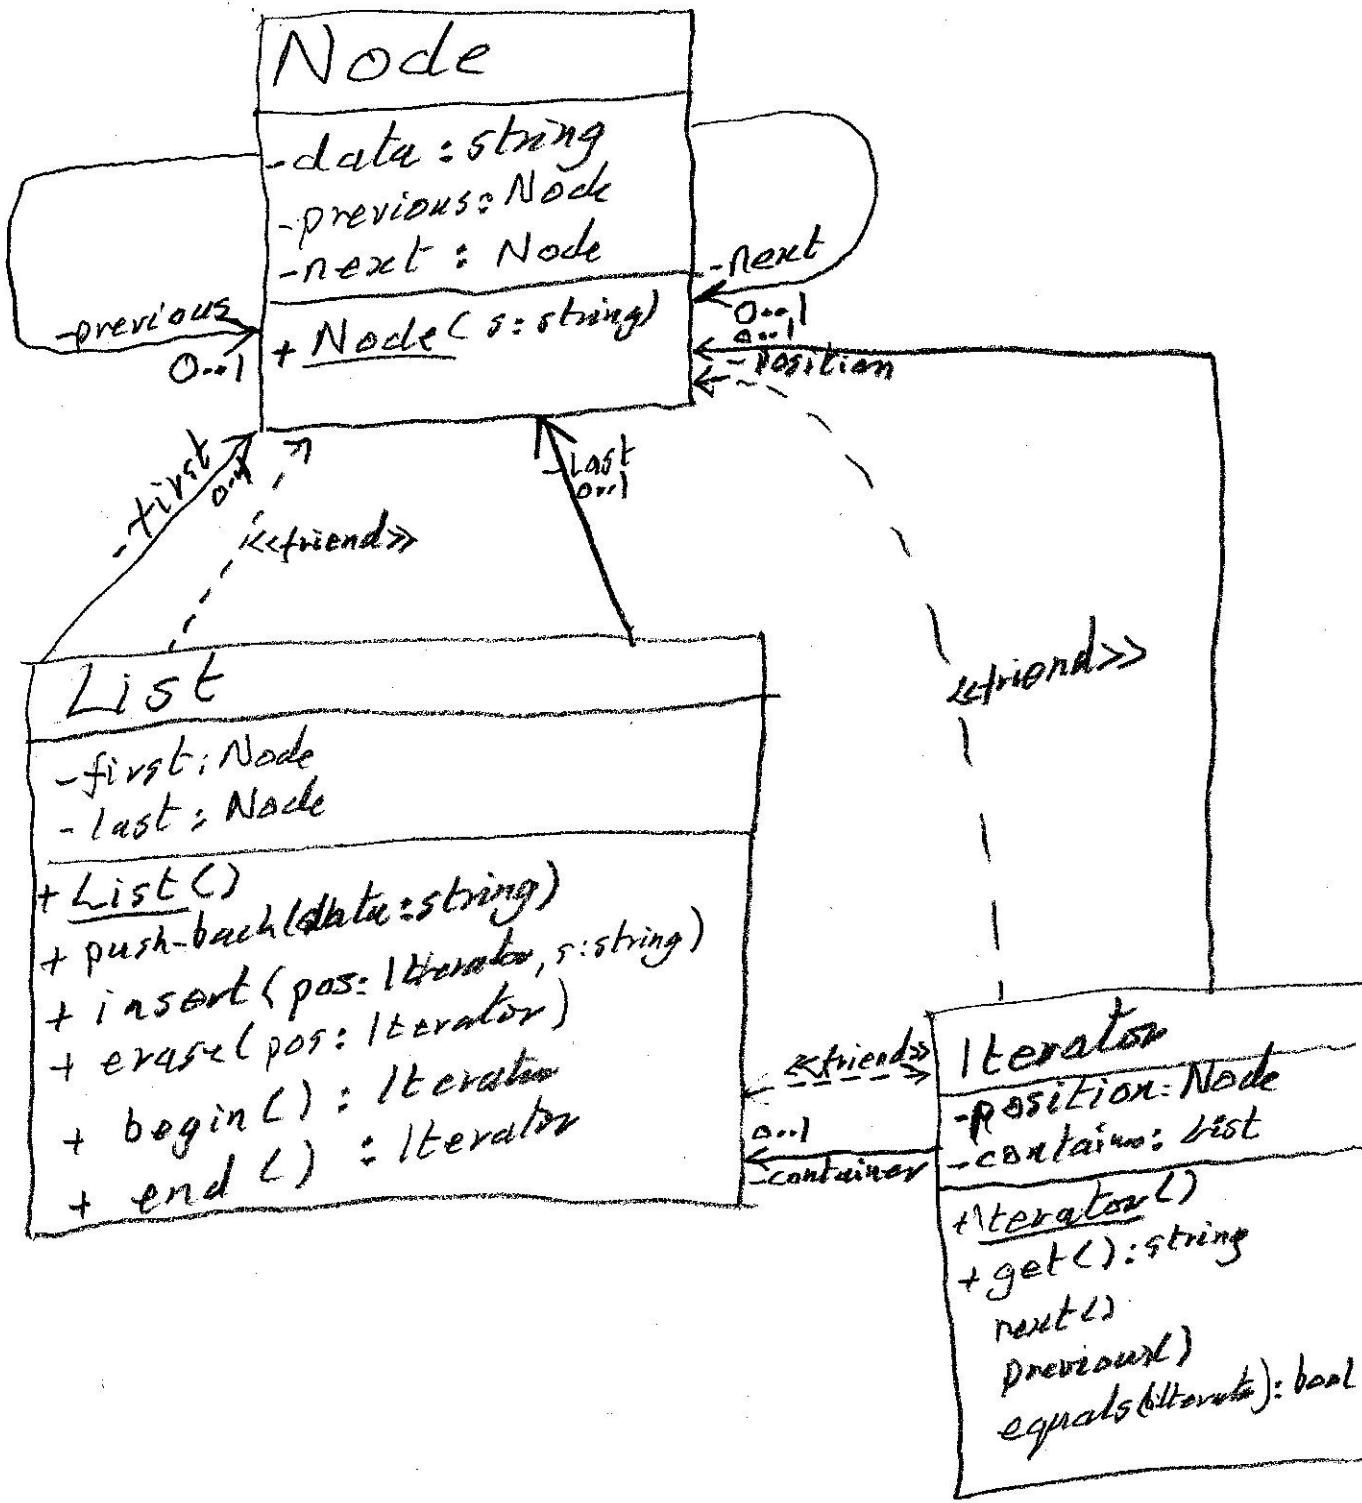 Node
-data : string
-previous: Node
-next : Node
+ Node( s: string)
-previous
0..1
-next
0..1
0..1
-Position
-first
0..1
<<friend>>
-Last
0..1
<<friend>>
List
-first: Node
-last: Node
+ List()
+ push-back(data: string)
+ insert(pos: Iterator, s: string)
+ erase(pos: Iterator)
+ begin() : Iterator
+ end() : Iterator
<<friend>>
0..1
-container
Iterator
-position: Node
: List
+Iterator()
+get(): string
next()
previous()
equals( ): bool